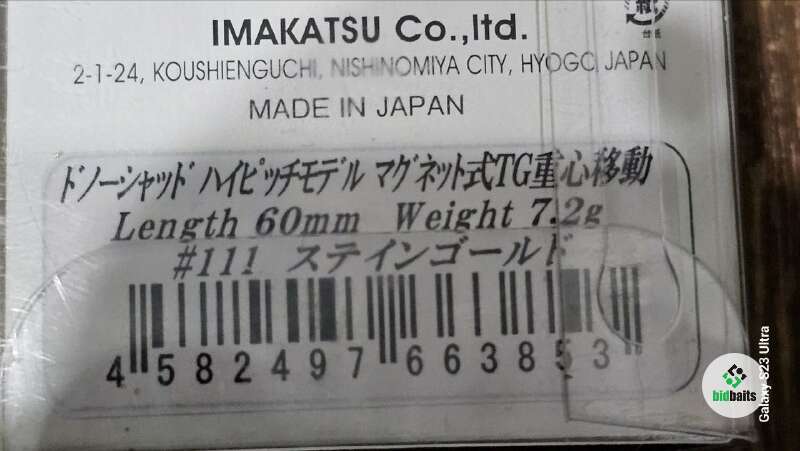 IMAKATSU Co.,ltd.
2-1-24, KOUSHIENGUCHI, NISHINOMIYA CITY, HYOGO, JAPAN
MADE IN JAPAN
ドノーシャッド ハイピッチモデル マグネット式TG重心移動
Length 60mm Weight 7.2g
#111 ステインゴールド
4 582497 663853
紙
台紙
bidbaits
Galaxy S23 Ultra